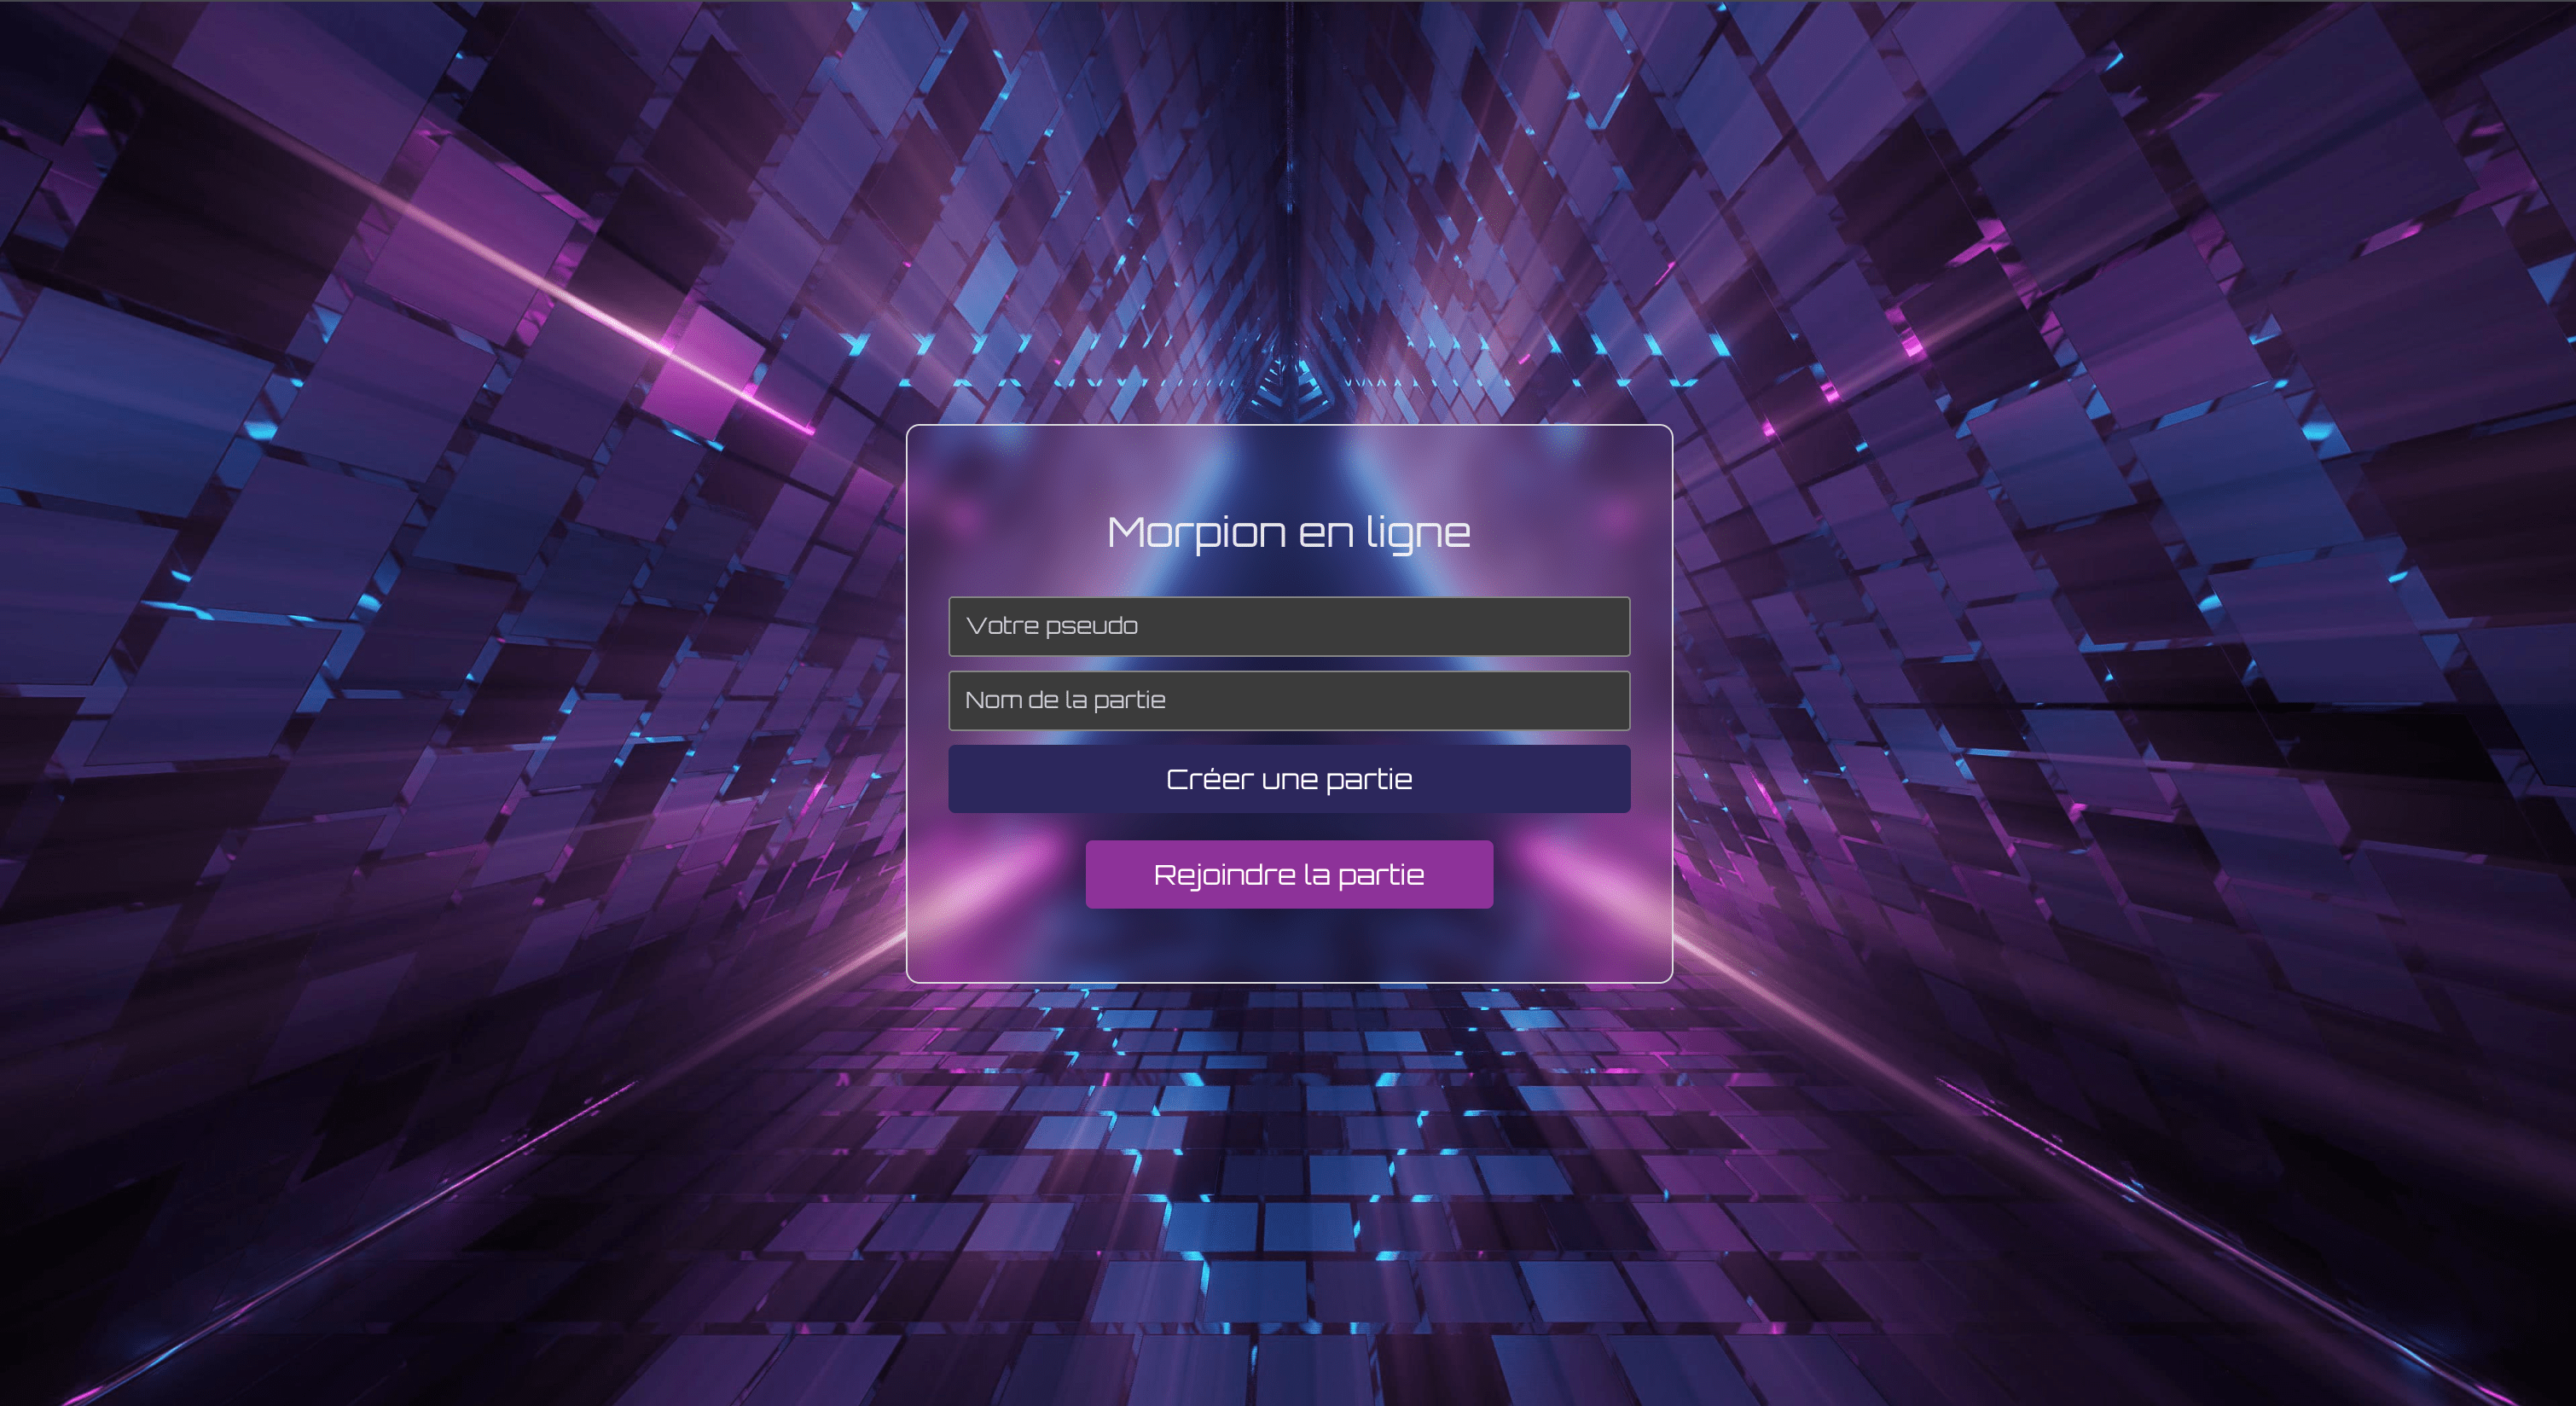 Morpion en ligne
Votre pseudo
Nom de la partie
Créer une partie
Rejoindre la partie